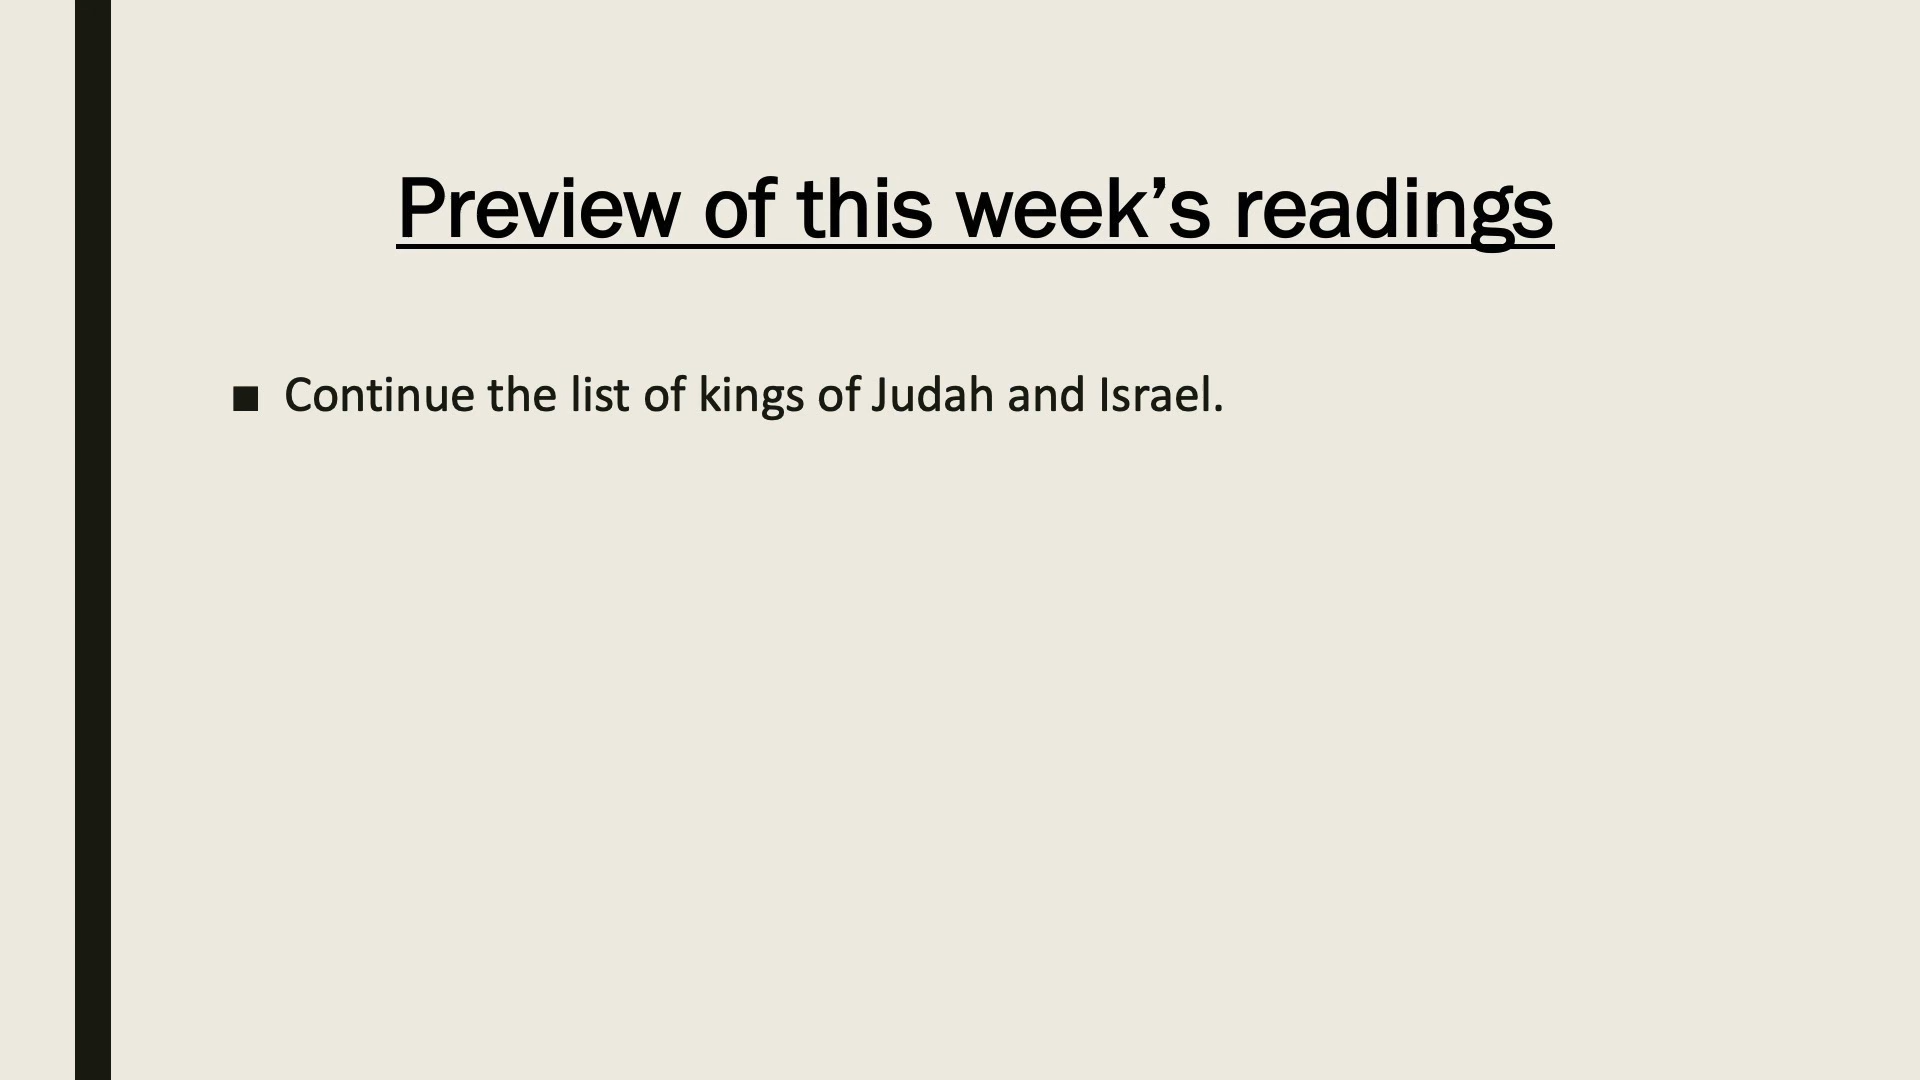 Preview of this week’s readings
■ Continue the list of kings of Judah and Israel.